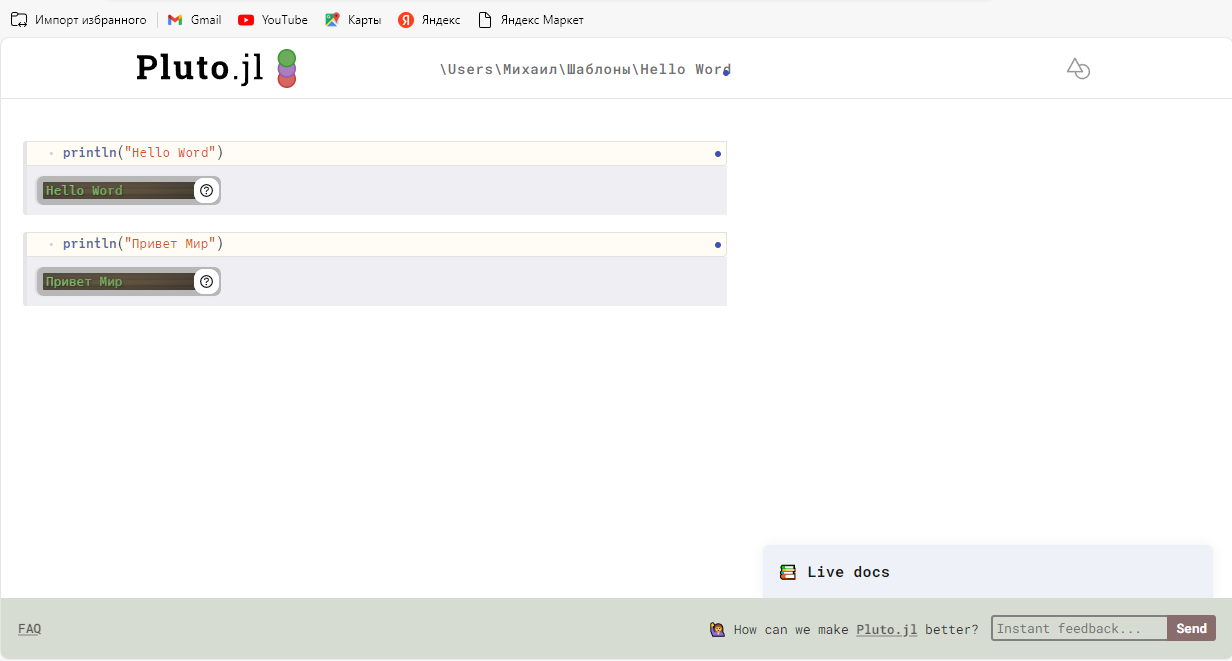 Импорт избранного Gmail YouTube Карты Яндекс Яндекс Маркет
Pluto.jl \Users\Михаил\Шаблоны\Hello Word
println("Hello Word")
Hello Word
println("Привет Мир")
Привет Мир
Live docs
FAQ How can we make Pluto.jl better? Instant feedback... Send